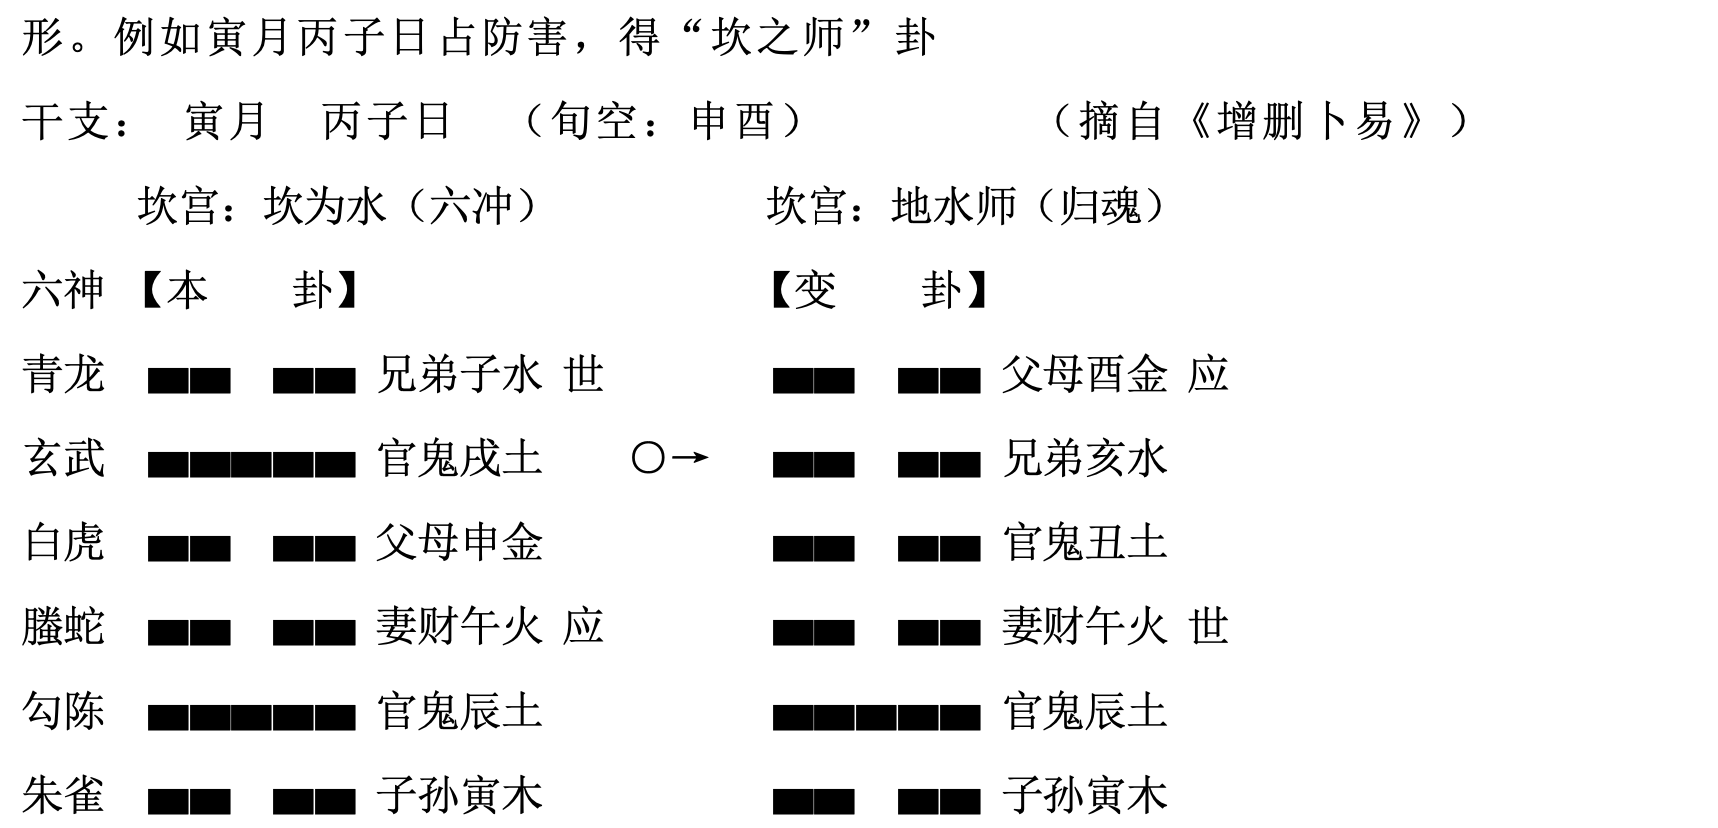 形。例如寅月丙子日占防害，得“坎之师”卦
干支： 寅月 丙子日 （旬空：申酉） （摘自《增删卜易》）
坎宫：坎为水（六冲） 坎宫：地水师（归魂）
六神 【本 卦】 【变 卦】
青龙 兄弟子水 世 父母酉金 应
玄武 官鬼戌土 ○→ 兄弟亥水
白虎 父母申金 官鬼丑土
螣蛇 妻财午火 应 妻财午火 世
勾陈 官鬼辰土 官鬼辰土
朱雀 子孙寅木 子孙寅木